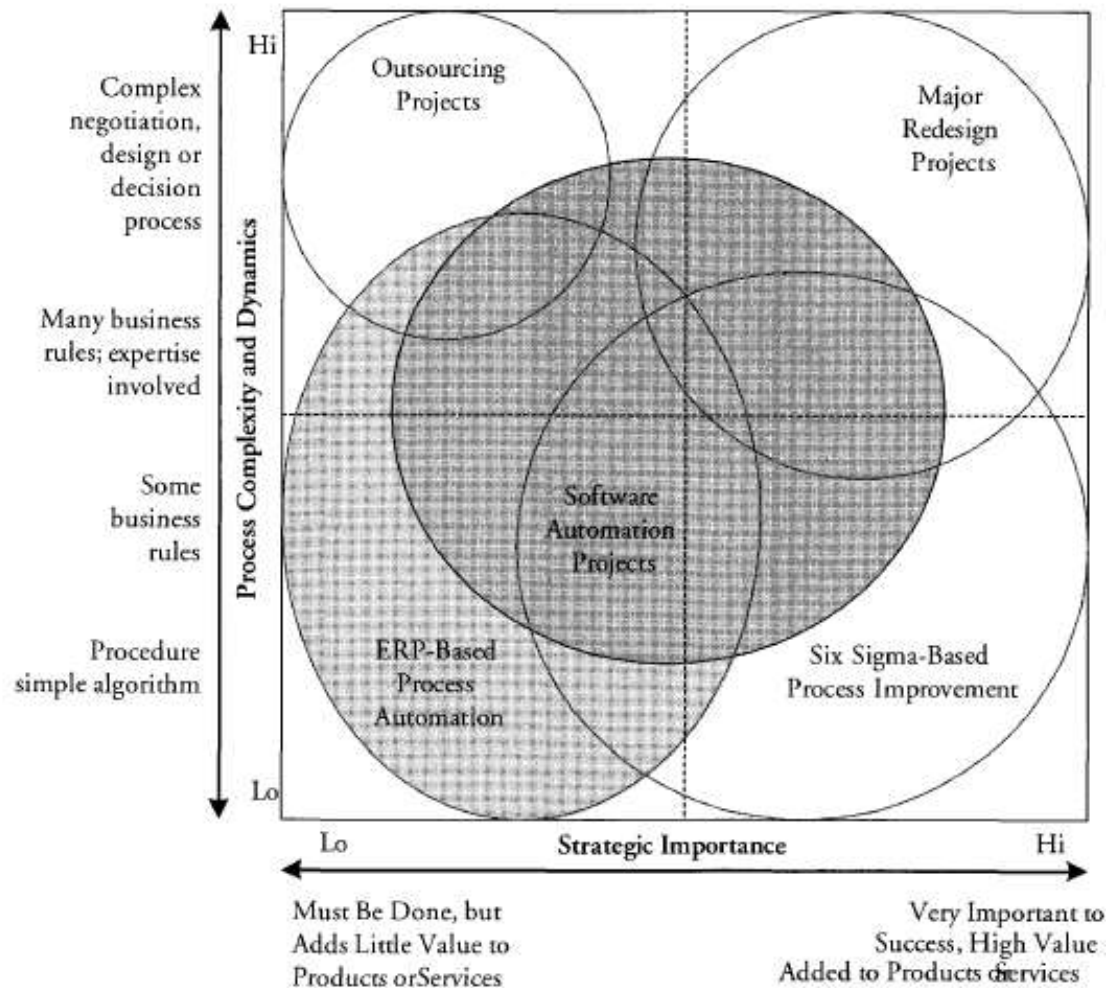 Hi
Complex
negotiation,
design or
decision
process
Many business
rules; expertise
involved
Some
business
rules
Procedure
simple algorithm
Process Complexity and Dynamics
Lo
Outsourcing
Projects
Major
Redesign
Projects
Software
Automation
Projects
ERP-Based
Process
Automation
Six Sigma-Based
Process Improvement
Lo
Strategic Importance
Hi
Must Be Done, but
Adds Little Value to
Products orServices
Very Important to
Success, High Value
Added to Products or Services